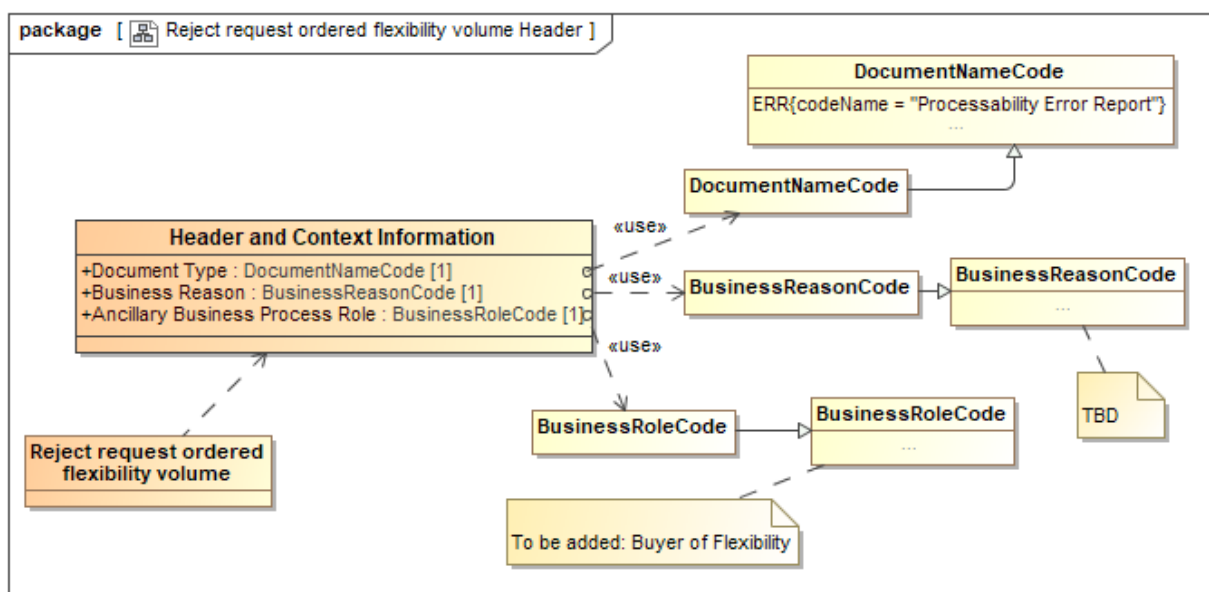 package [ Reject request ordered flexibility volume Header ]
DocumentNameCode
ERR{codeName = "Processability Error Report"}
...
DocumentNameCode
«use»
Header and Context Information
+Document Type : DocumentNameCode [1]
+Business Reason : BusinessReasonCode [1]
+Ancillary Business Process Role : BusinessRoleCode [1]
«use»
BusinessReasonCode
BusinessReasonCode
...
«use»
TBD
BusinessRoleCode
BusinessRoleCode
...
Reject request ordered
flexibility volume
To be added: Buyer of Flexibility